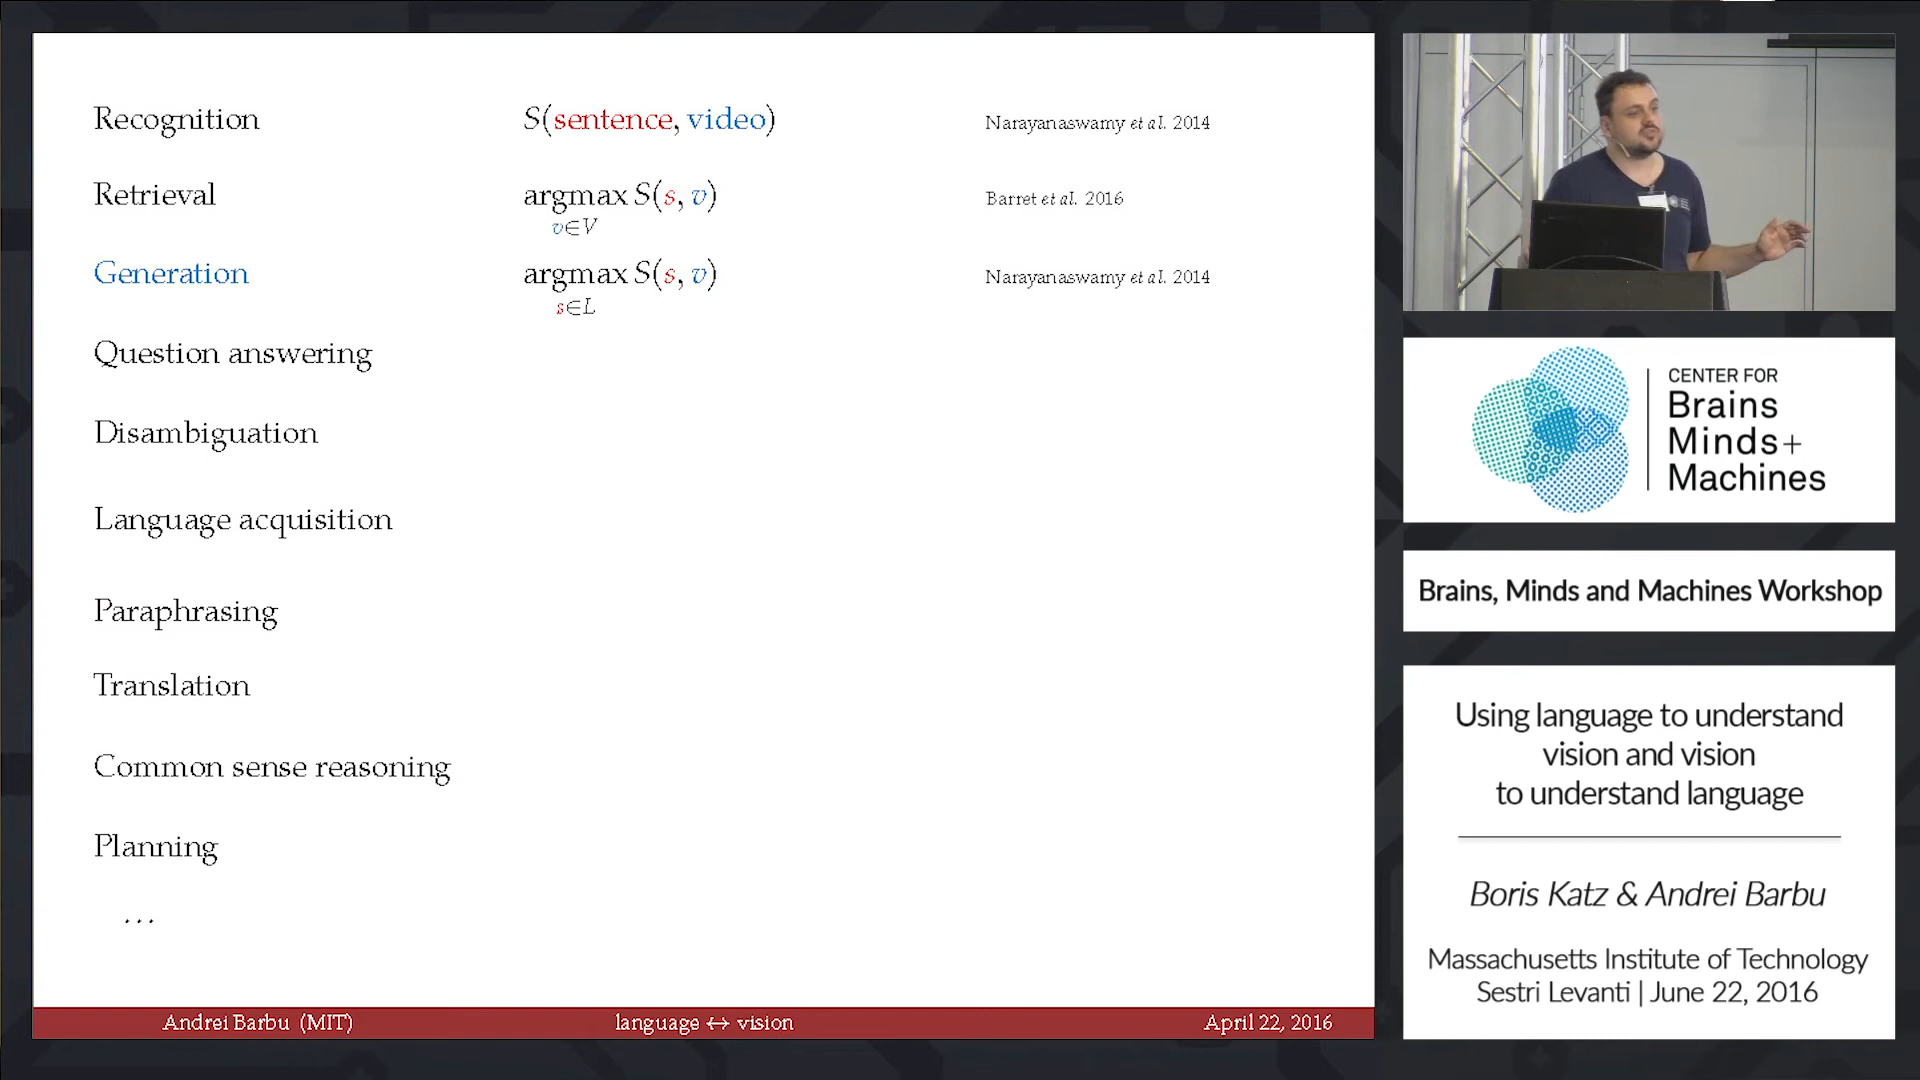 Recognition S(sentence, video) Narayanaswamy et al. 2014
Retrieval argmax S(s, v) Barret et al. 2016
v∈V
Generation argmax S(s, v) Narayanaswamy et al. 2014
s∈L
Question answering
Disambiguation
Language acquisition
Paraphrasing
Translation
Common sense reasoning
Planning
...
Andrei Barbu (MIT) language ↔ vision April 22, 2016
CENTER FOR
Brains
Minds+
Machines
Brains, Minds and Machines Workshop
Using language to understand
vision and vision
to understand language
Boris Katz & Andrei Barbu
Massachusetts Institute of Technology
Sestri Levanti | June 22, 2016